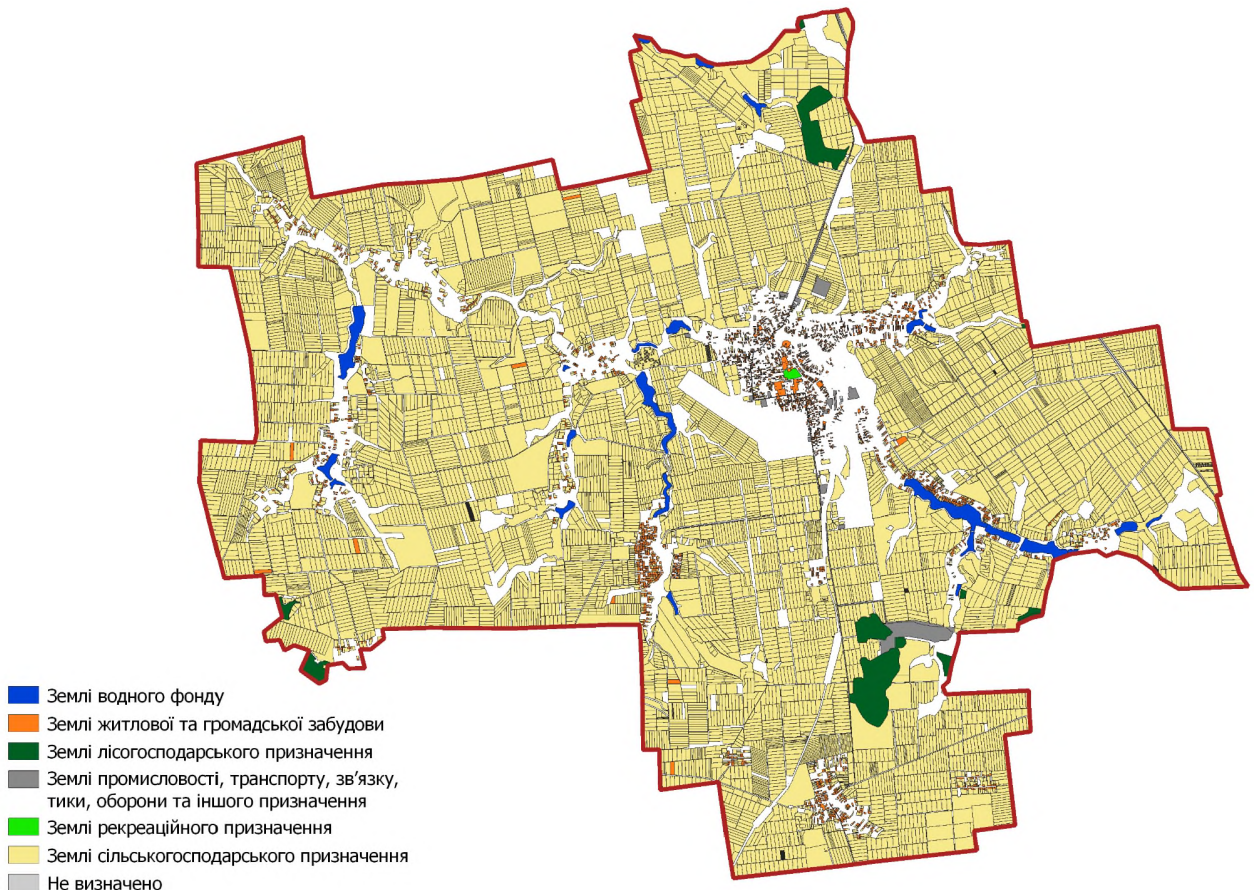 Землі водного фонду
Землі житлової та громадської забудови
Землі лісогосподарського призначення
Землі промисловості, транспорту, зв'язку,
тики, оборони та іншого призначення
Землі рекреаційного призначення
Землі сільськогосподарського призначення
Не визначено